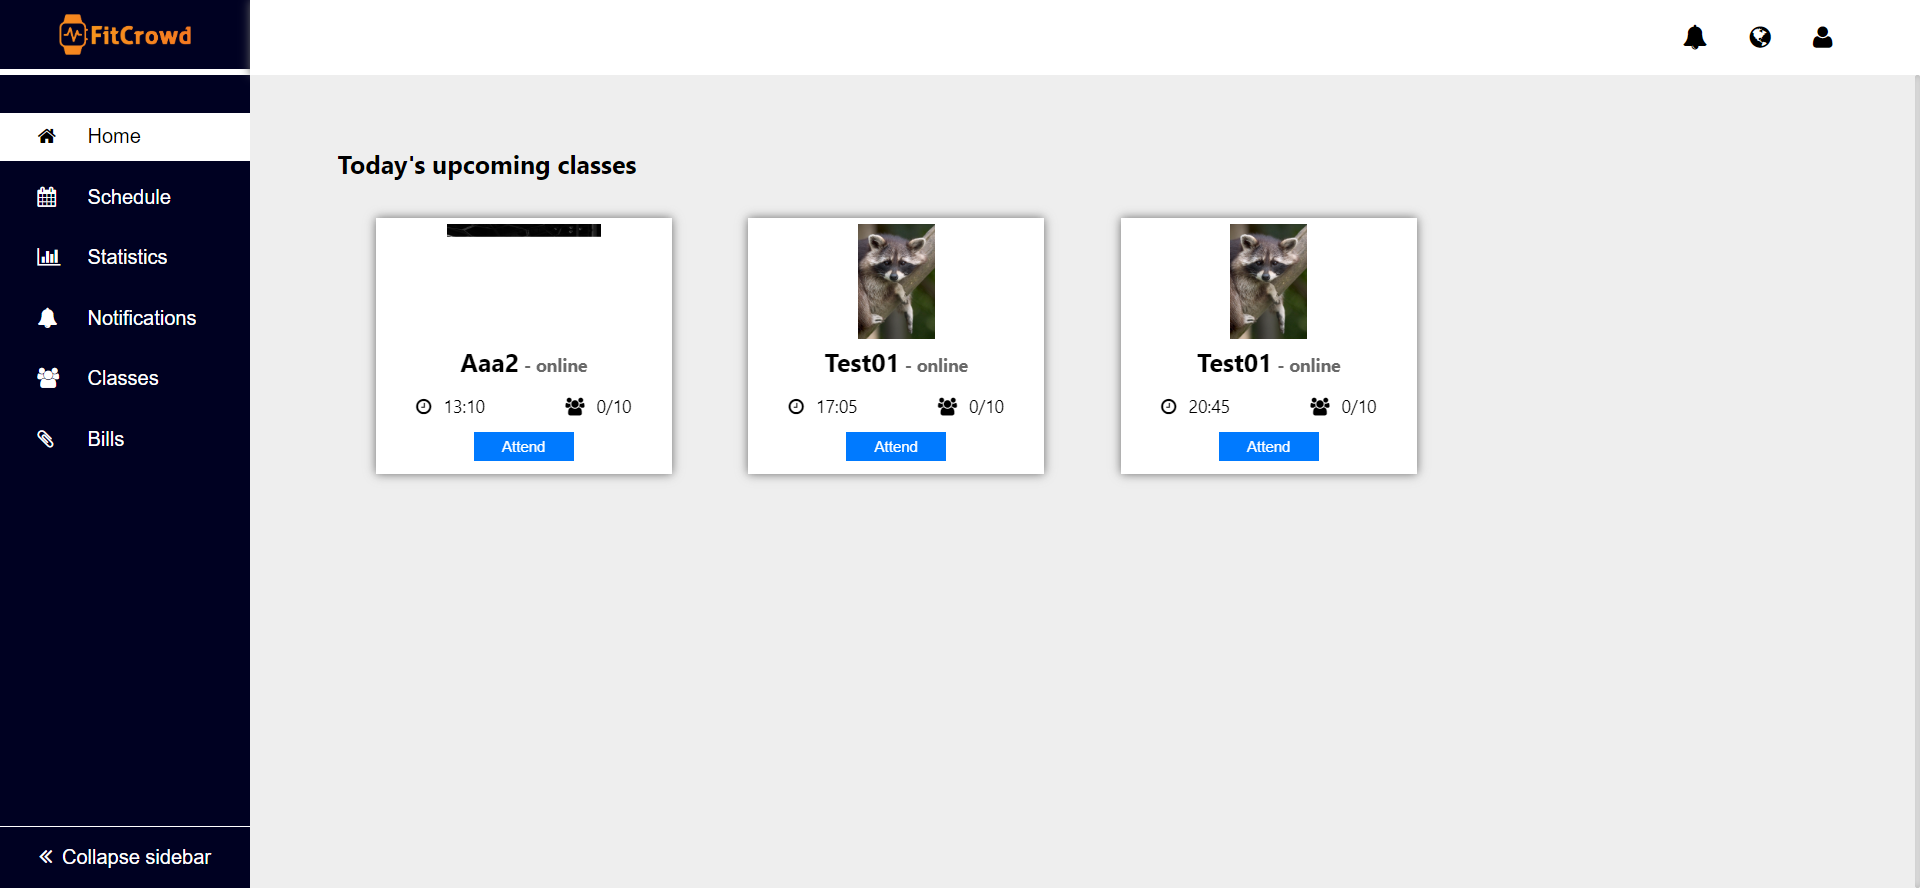 FitCrowd
Home
Schedule
Statistics
Notifications
Classes
Bills
Collapse sidebar
Today's upcoming classes
Aaa2 - online
13:10 0/10
Attend
Test01 - online
17:05 0/10
Attend
Test01 - online
20:45 0/10
Attend